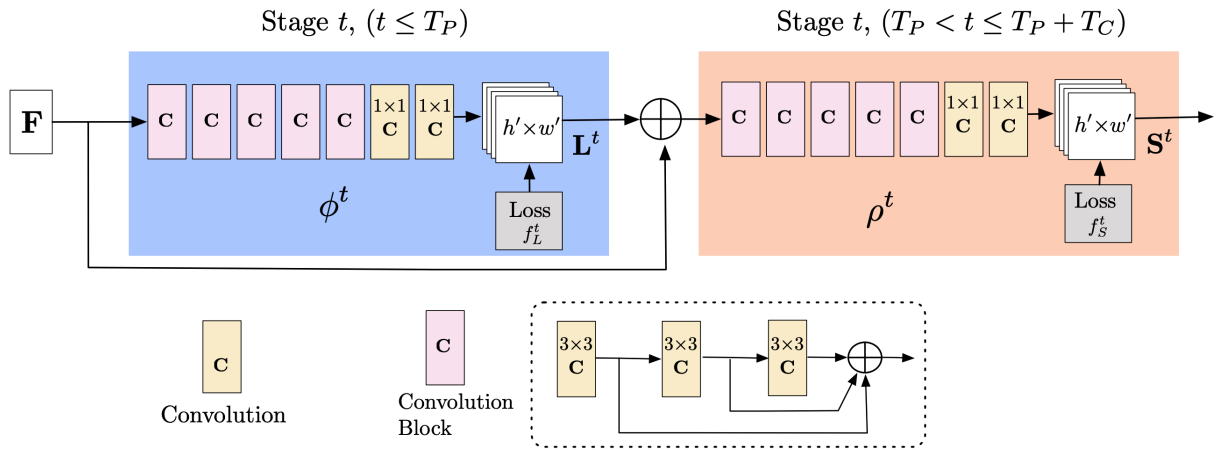 Stage t, (t ≤ T_P)
Stage t, (T_P < t ≤ T_P + T_C)
F
C C C C C 1×1 C 1×1 C
h′×w′
L^t
Loss
f_L^t
ϕ^t
C C C C C 1×1 C 1×1 C
h′×w′
S^t
Loss
f_S^t
ρ^t
C
Convolution
C
Convolution
Block
3×3 3×3 3×3
C C C